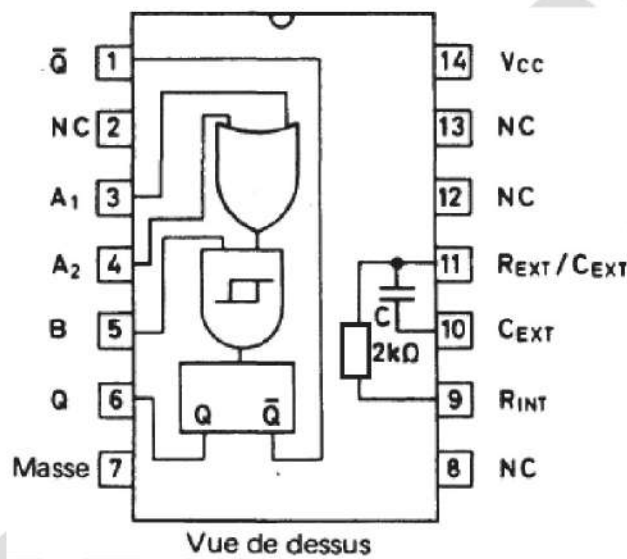 Q̄ 1
14 Vcc
NC 2
13 NC
A₁ 3
12 NC
A₂ 4
11 REXT/CEXT
C
B 5
10 CEXT
2kΩ
Q 6
9 RINT
Q Q̄
Masse 7
8 NC
Vue de dessus